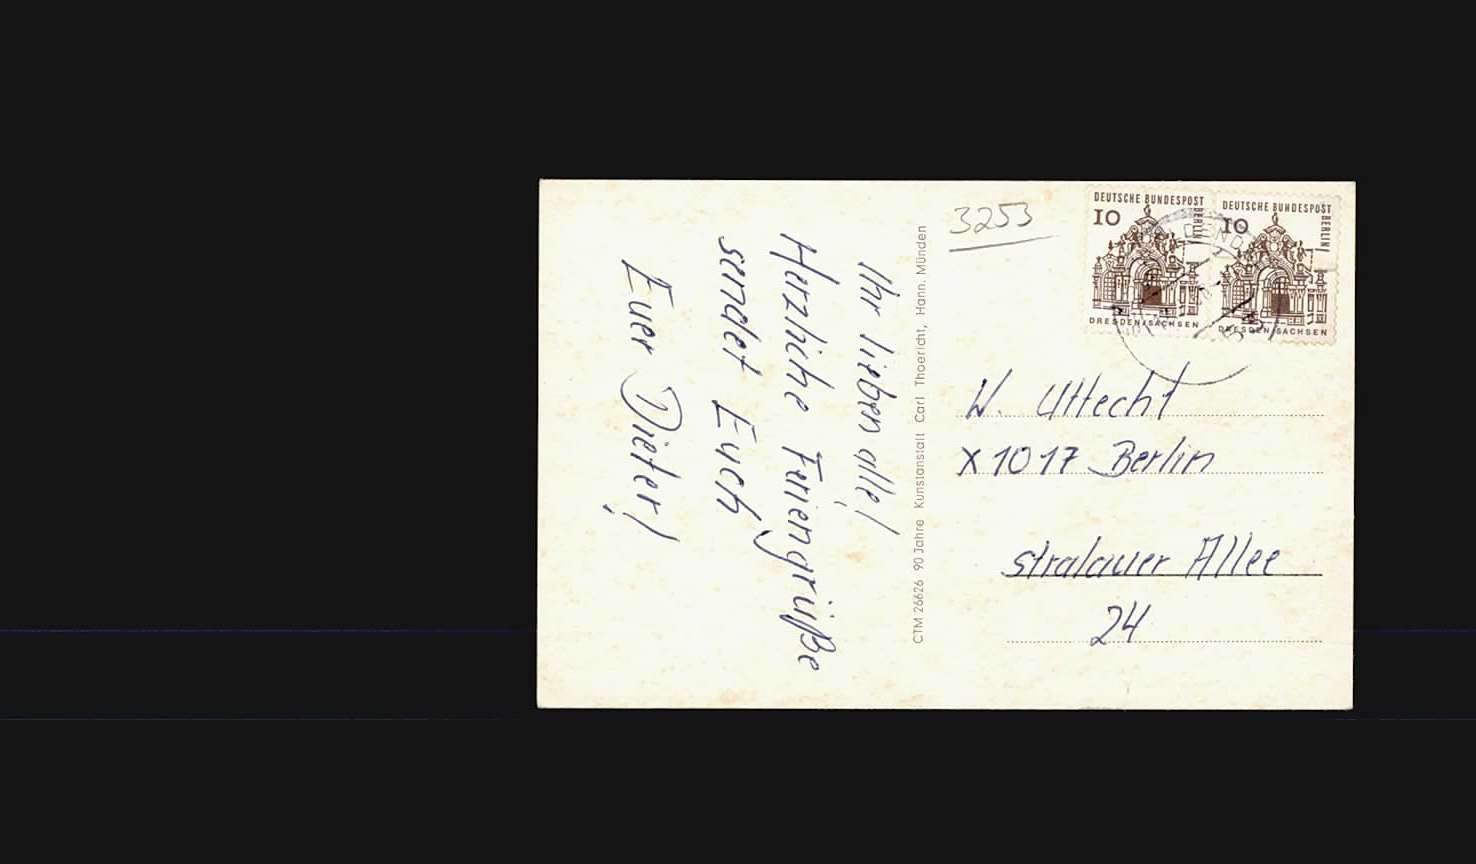 Ihr lieben alle!
Herzliche Feriengrüße
sendet Euch
Euer Dieter!
CTM 26626 90 Jahre Kunstanstalt Carl Thoericht, Hann. Münden
3253
DEUTSCHE BUNDESPOST
BERLIN
10
DRESDEN/SACHSEN
DEUTSCHE BUNDESPOST
BERLIN
10
DRESDEN/SACHSEN
W. Uttecht
X 1017 Berlin
stralauer Allee
24